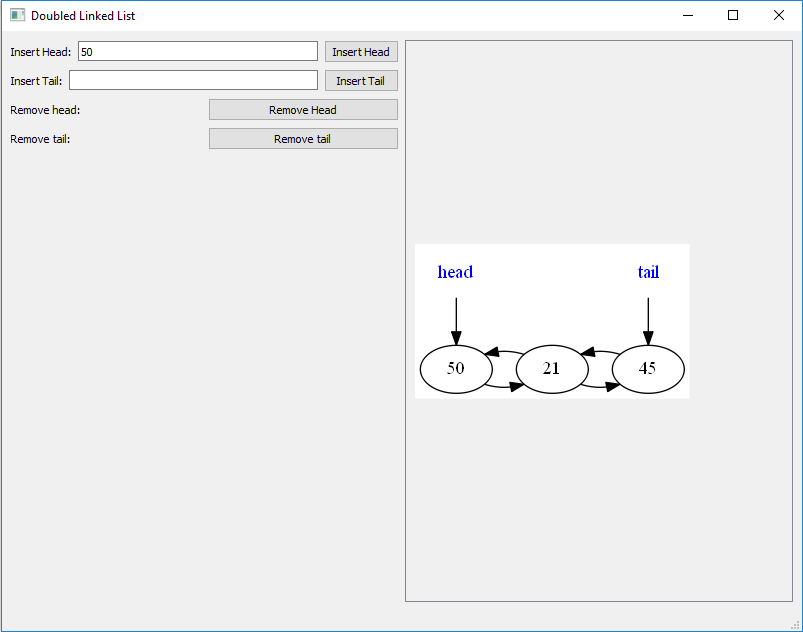 Doubled Linked List
Insert Head: 50 Insert Head
Insert Tail: Insert Tail
Remove head: Remove Head
Remove tail: Remove tail
head tail
50 21 45